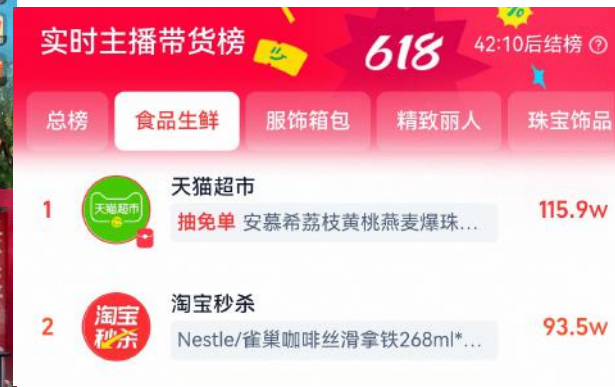 实时主播带货榜
618
42:10后结榜
总榜 食品生鲜 服饰箱包 精致丽人 珠宝饰品
1
天猫超市
天猫超市
抽免单 安慕希荔枝黄桃燕麦爆珠...
115.9w
2
淘宝秒杀
淘宝秒杀
Nestle/雀巢咖啡丝滑拿铁268ml*...
93.5w